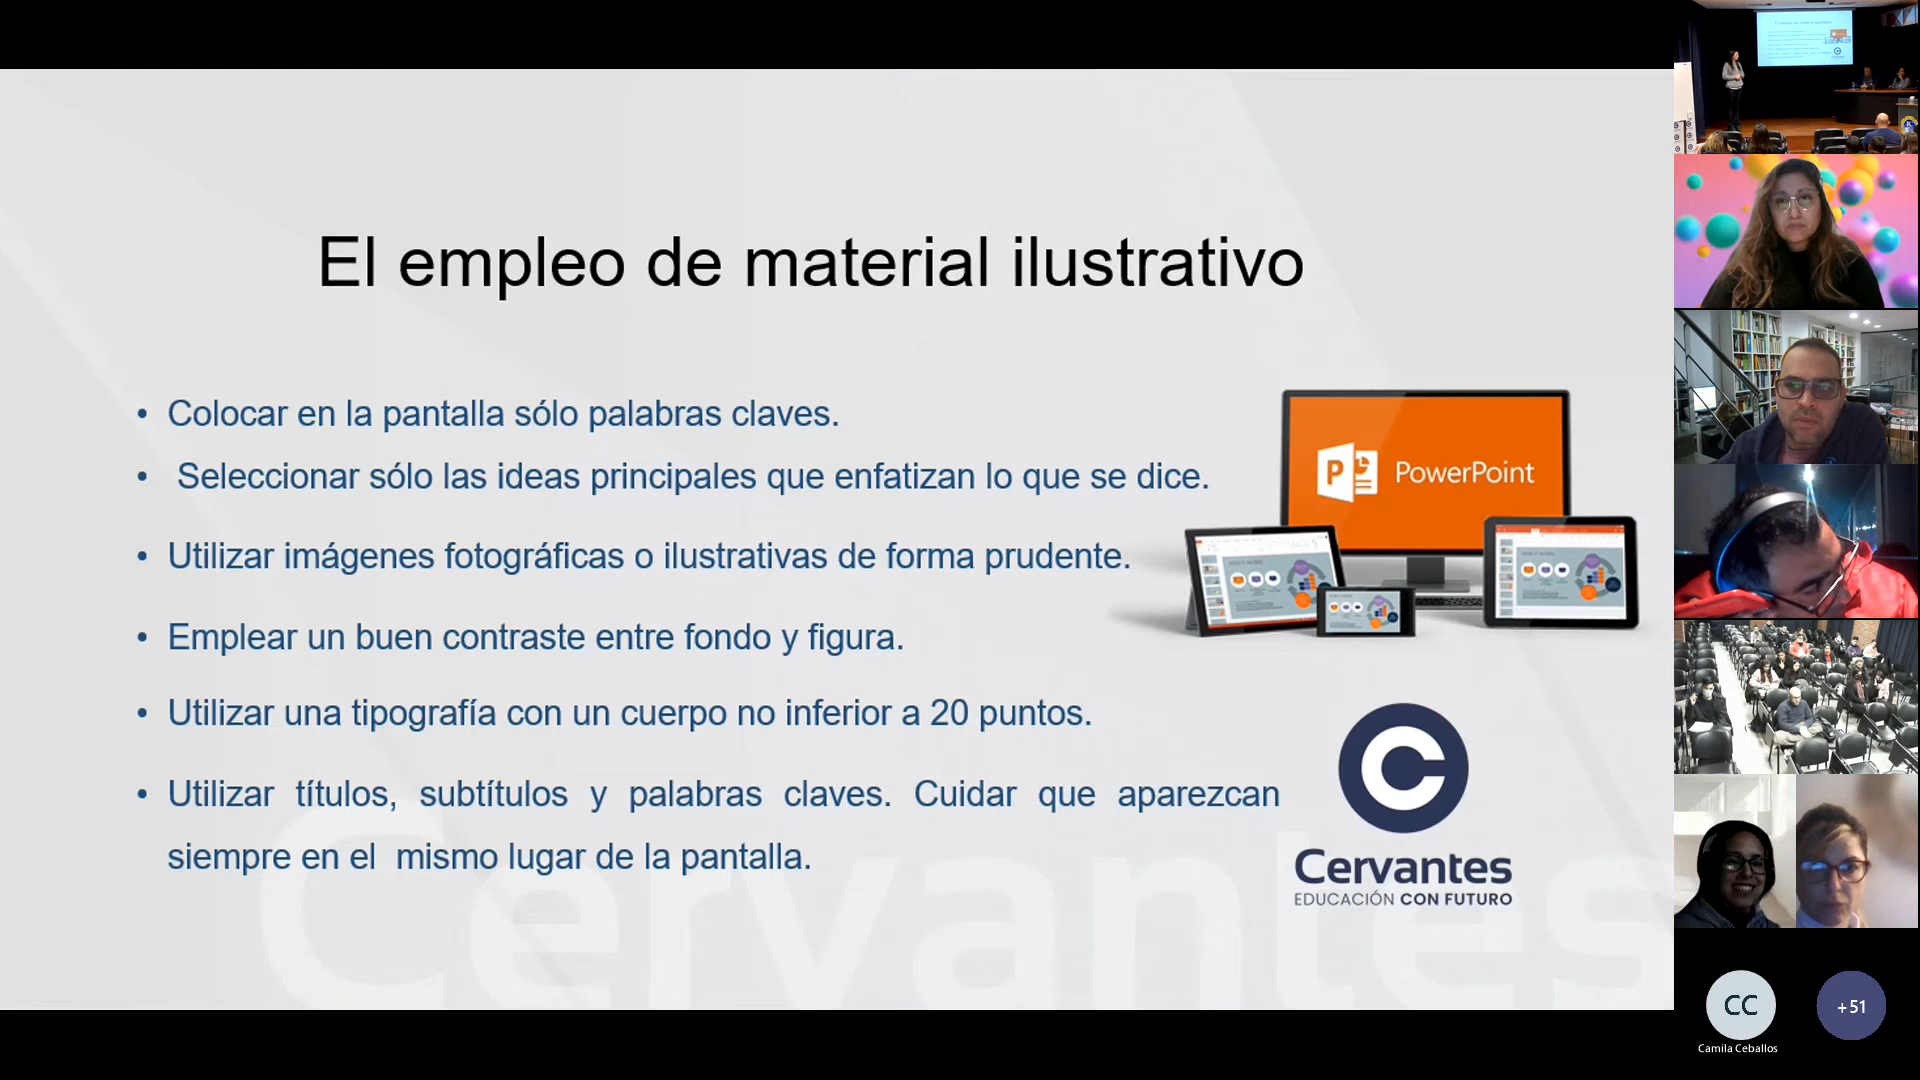 El empleo de material ilustrativo
• Colocar en la pantalla sólo palabras claves.
• Seleccionar sólo las ideas principales que enfatizan lo que se dice.
• Utilizar imágenes fotográficas o ilustrativas de forma prudente.
• Emplear un buen contraste entre fondo y figura.
• Utilizar una tipografía con un cuerpo no inferior a 20 puntos.
• Utilizar títulos, subtítulos y palabras claves. Cuidar que aparezcan
siempre en el mismo lugar de la pantalla.
P PowerPoint
C
Cervantes
EDUCACIÓN CON FUTURO
Cervantes
CC
Camila Ceballos
+51